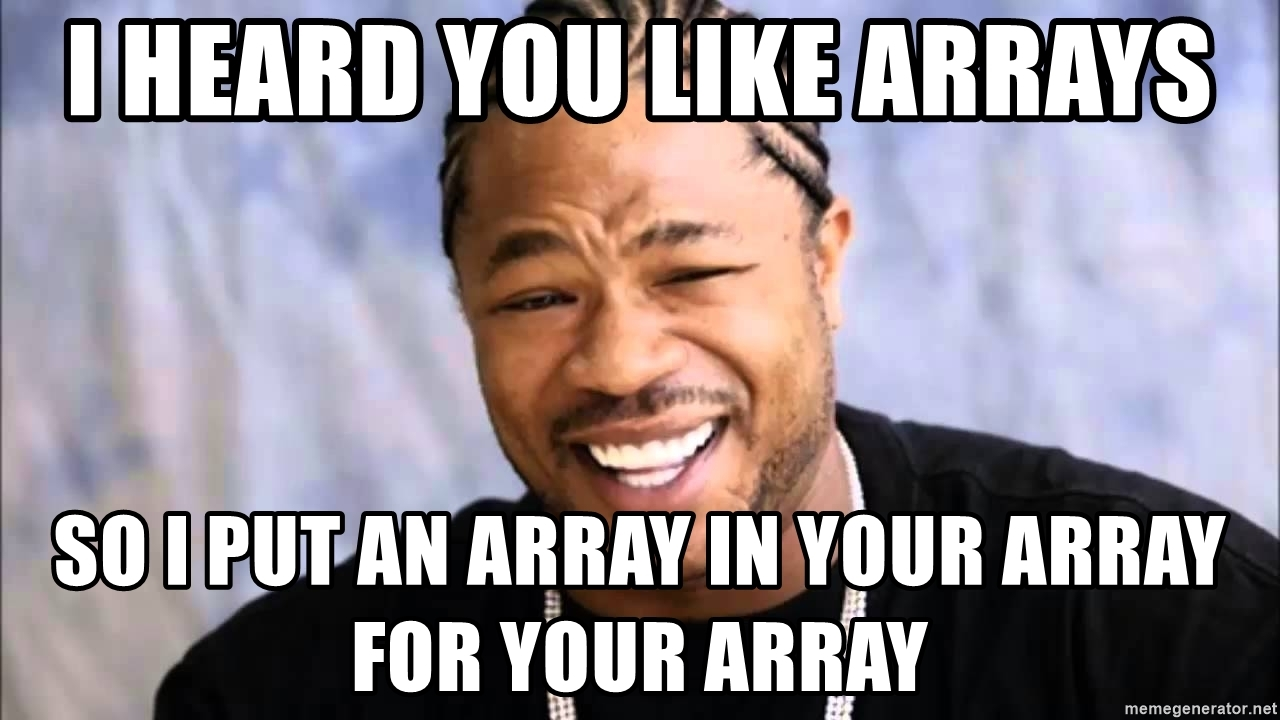 I HEARD YOU LIKE ARRAYS
SO I PUT AN ARRAY IN YOUR ARRAY
FOR YOUR ARRAY
memegenerator.net